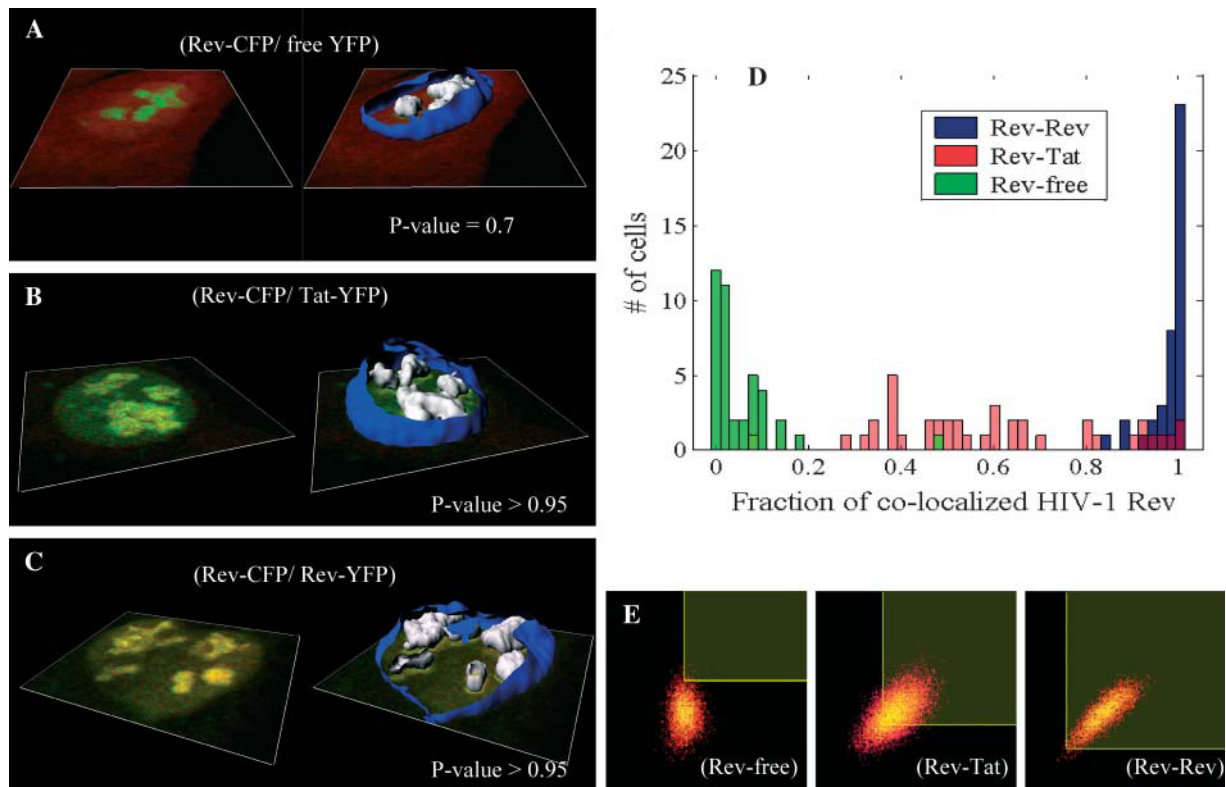 A
(Rev-CFP/ free YFP)
P-value = 0.7
B
(Rev-CFP/ Tat-YFP)
P-value > 0.95
C
(Rev-CFP/ Rev-YFP)
P-value > 0.95
D
25
20
15
10
5
0
# of cells
Rev-Rev
Rev-Tat
Rev-free
0 0.2 0.4 0.6 0.8 1
Fraction of co-localized HIV-1 Rev
E
(Rev-free)
(Rev-Tat)
(Rev-Rev)